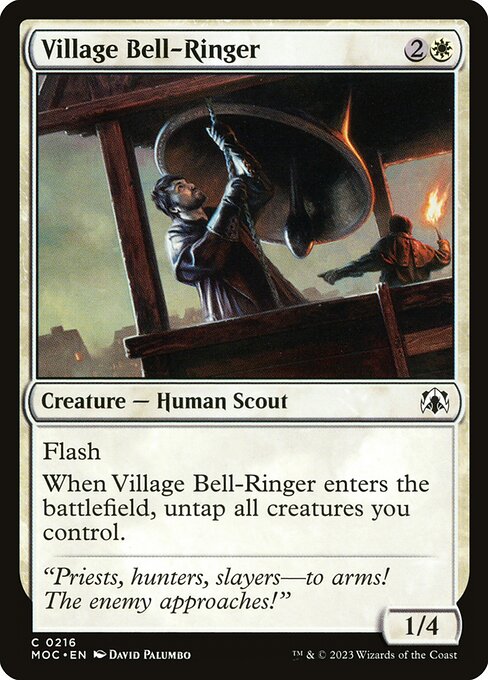 Village Bell-Ringer 2
Creature — Human Scout
Flash
When Village Bell-Ringer enters the
battlefield, untap all creatures you
control.
“Priests, hunters, slayers—to arms!
The enemy approaches!”
1/4
C 0216
MOC • EN DAVID PALUMBO
™ & © 2023 Wizards of the Coast